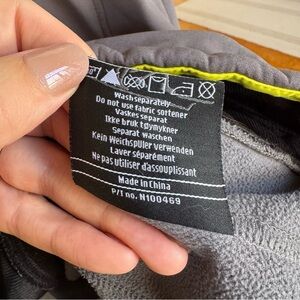 Wash separately
Do not use fabric softener
Vaskes separat
Ikke bruk tøymykner
Separat waschen
Kein Weichspüler verwenden
Laver séparément
Ne pas utiliser d'assouplissant
Made in China
P/I no. N100469